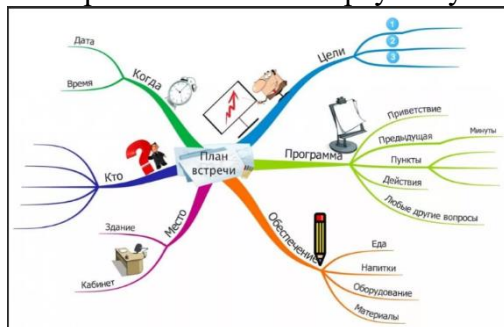 Дата
Время
Когда
Цели
1
2
3
Приветствие
Предыдущая
Минуты
Программа
Пункты
Действия
Любые другие вопросы
План
встречи
Кто
Место
Здание
Кабинет
Обеспечение
Еда
Напитки
Оборудование
Материалы